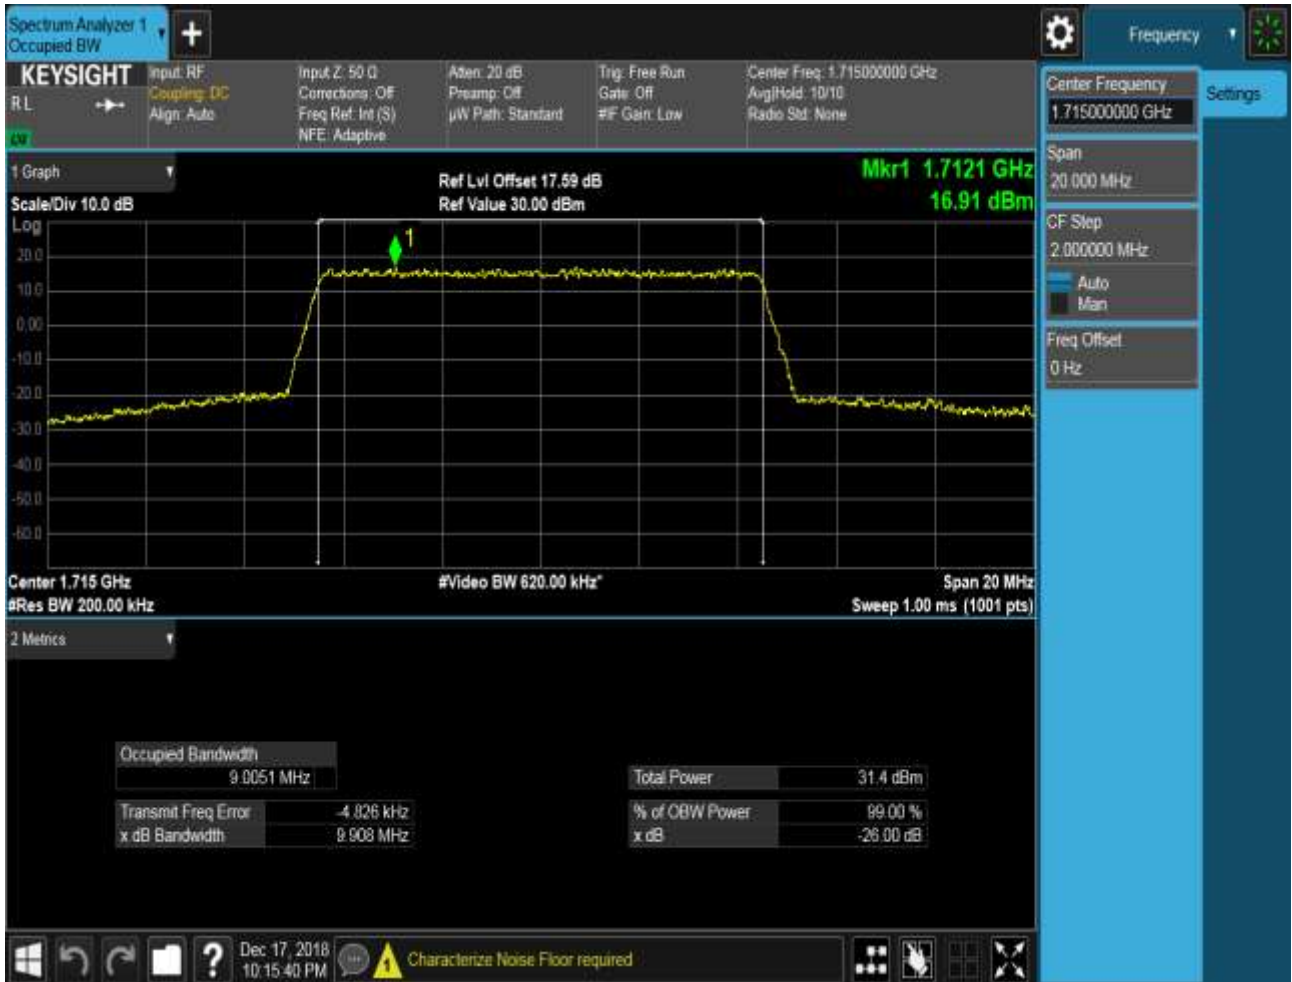 Spectrum Analyzer 1
Occupied BW
Frequency
KEYSIGHT
RL
Input: RF
Coupling: DC
Align: Auto
Input Z: 50 Ω
Corrections: Off
Freq Ref: Int (S)
NFE: Adaptive
Atten: 20 dB
Preamp: Off
µW Path: Standard
Trig: Free Run
Gate: Off
#IF Gain: Low
Center Freq: 1.715000000 GHz
Avg|Hold: 10/10
Radio Std: None
Center Frequency
1.715000000 GHz
Settings
Span
20.000 MHz
CF Step
2.000000 MHz
Auto
Man
Freq Offset
0 Hz
1 Graph
Scale/Div 10.0 dB
Ref Lvl Offset 17.59 dB
Ref Value 30.00 dBm
Mkr1 1.7121 GHz
16.91 dBm
Log
1
20.0
10.0
0.00
-10.0
-20.0
-30.0
-40.0
-50.0
-60.0
Center 1.715 GHz
#Video BW 620.00 kHz*
Span 20 MHz
#Res BW 200.00 kHz
Sweep 1.00 ms (1001 pts)
2 Metrics
Occupied Bandwidth
9.0051 MHz
Transmit Freq Error -4.826 kHz
x dB Bandwidth 9.908 MHz
Total Power 31.4 dBm
% of OBW Power 99.00 %
x dB -26.00 dB
Dec 17, 2018
10:15:40 PM
1
Characterize Noise Floor required